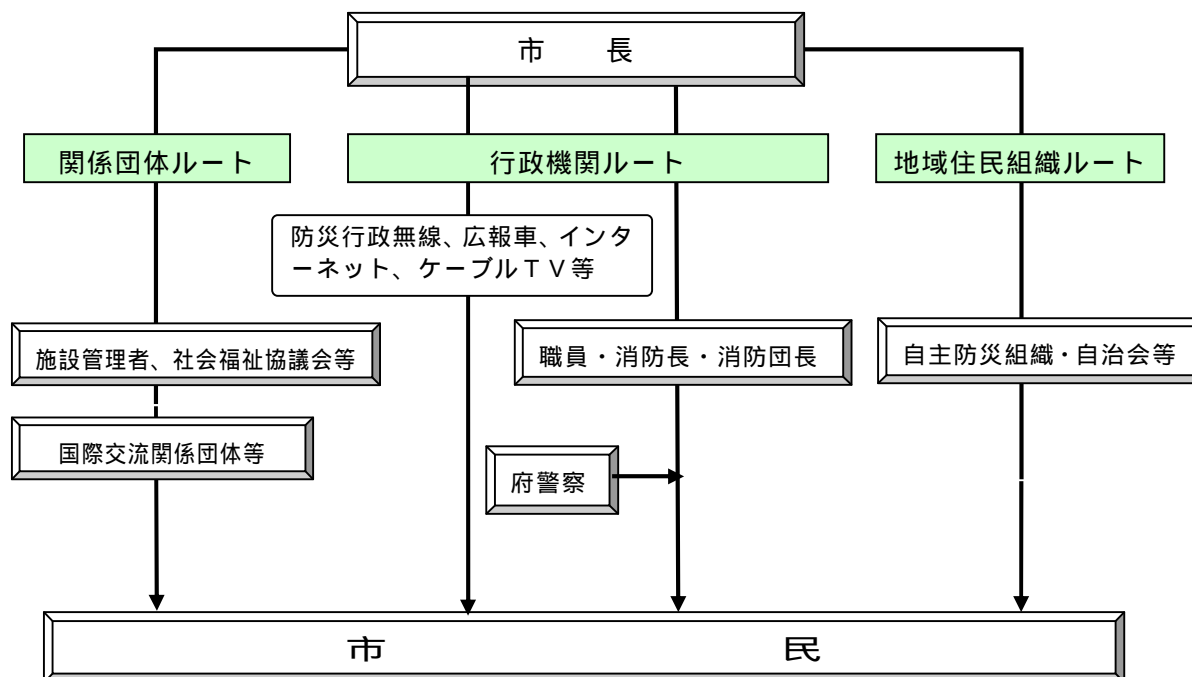 市　　長
関係団体ルート
行政機関ルート
地域住民組織ルート
防災行政無線、広報車、インタ
ーネット、ケーブルＴＶ等
施設管理者、社会福祉協議会等
職員・消防長・消防団長
自主防災組織・自治会等
国際交流関係団体等
府警察
市　　民